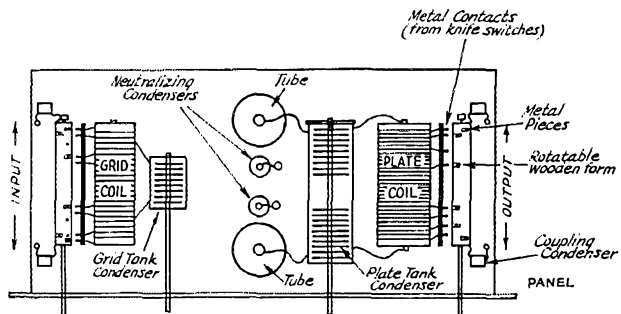 Metal Contacts
(from knife switches)
Tube
Neutralizing
Condensers
Metal
Pieces
Rotatable
wooden form
INPUT
GRID
COIL
PLATE
COIL
OUTPUT
Grid Tank
Condenser
Tube
Plate Tank
Condenser
Coupling
Condenser
PANEL